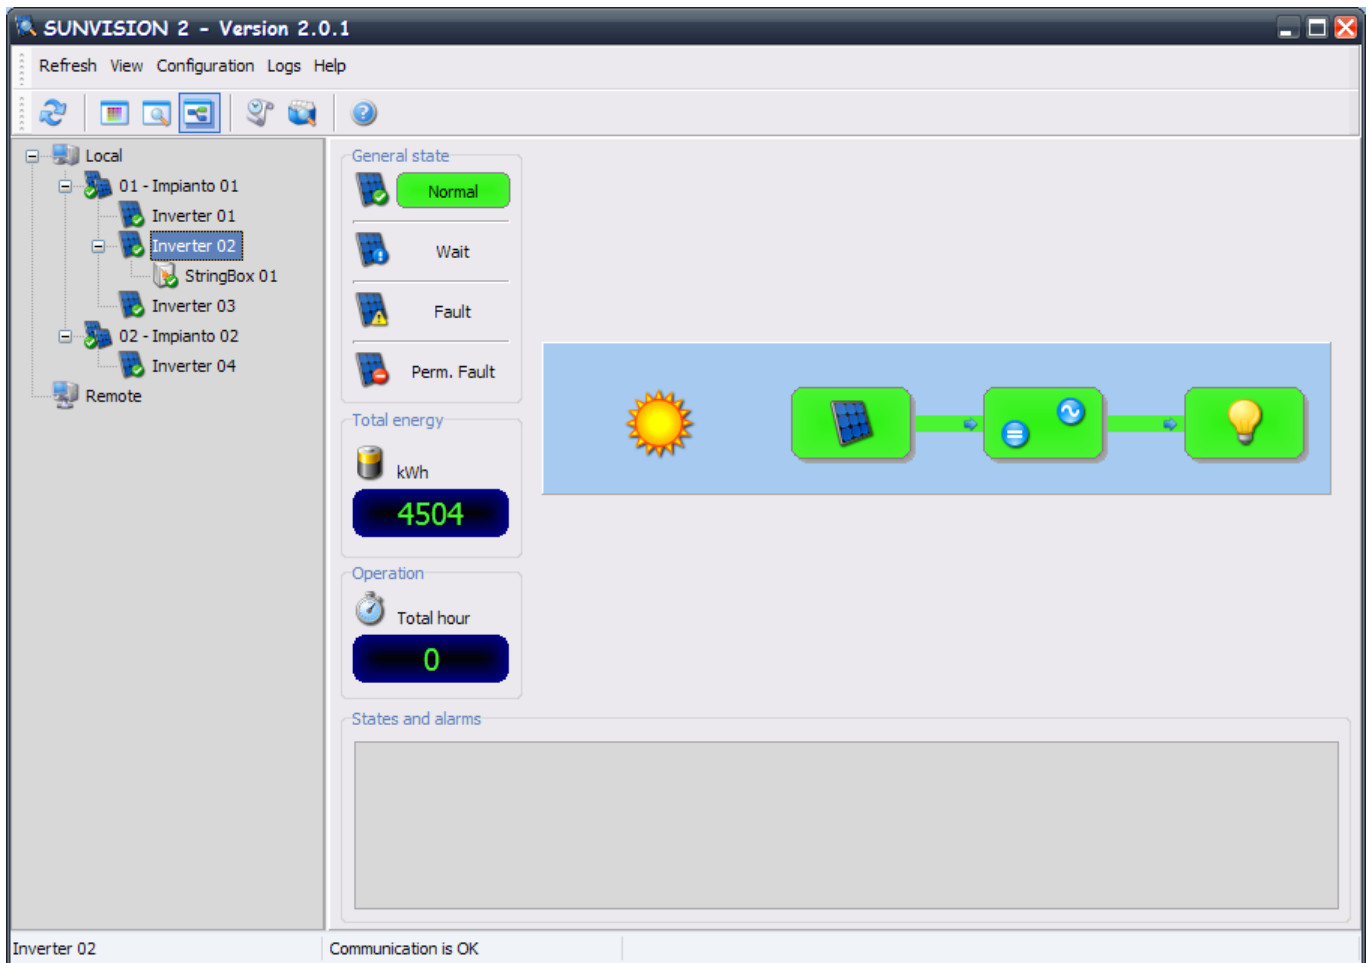 SUNVISION 2 - Version 2.0.1
Refresh View Configuration Logs Help
Local
01 - Impianto 01
Inverter 01
Inverter 02
StringBox 01
Inverter 03
02 - Impianto 02
Inverter 04
Remote
General state
Normal
Wait
Fault
Perm. Fault
Total energy
kWh
4504
Operation
Total hour
0
States and alarms
Inverter 02
Communication is OK